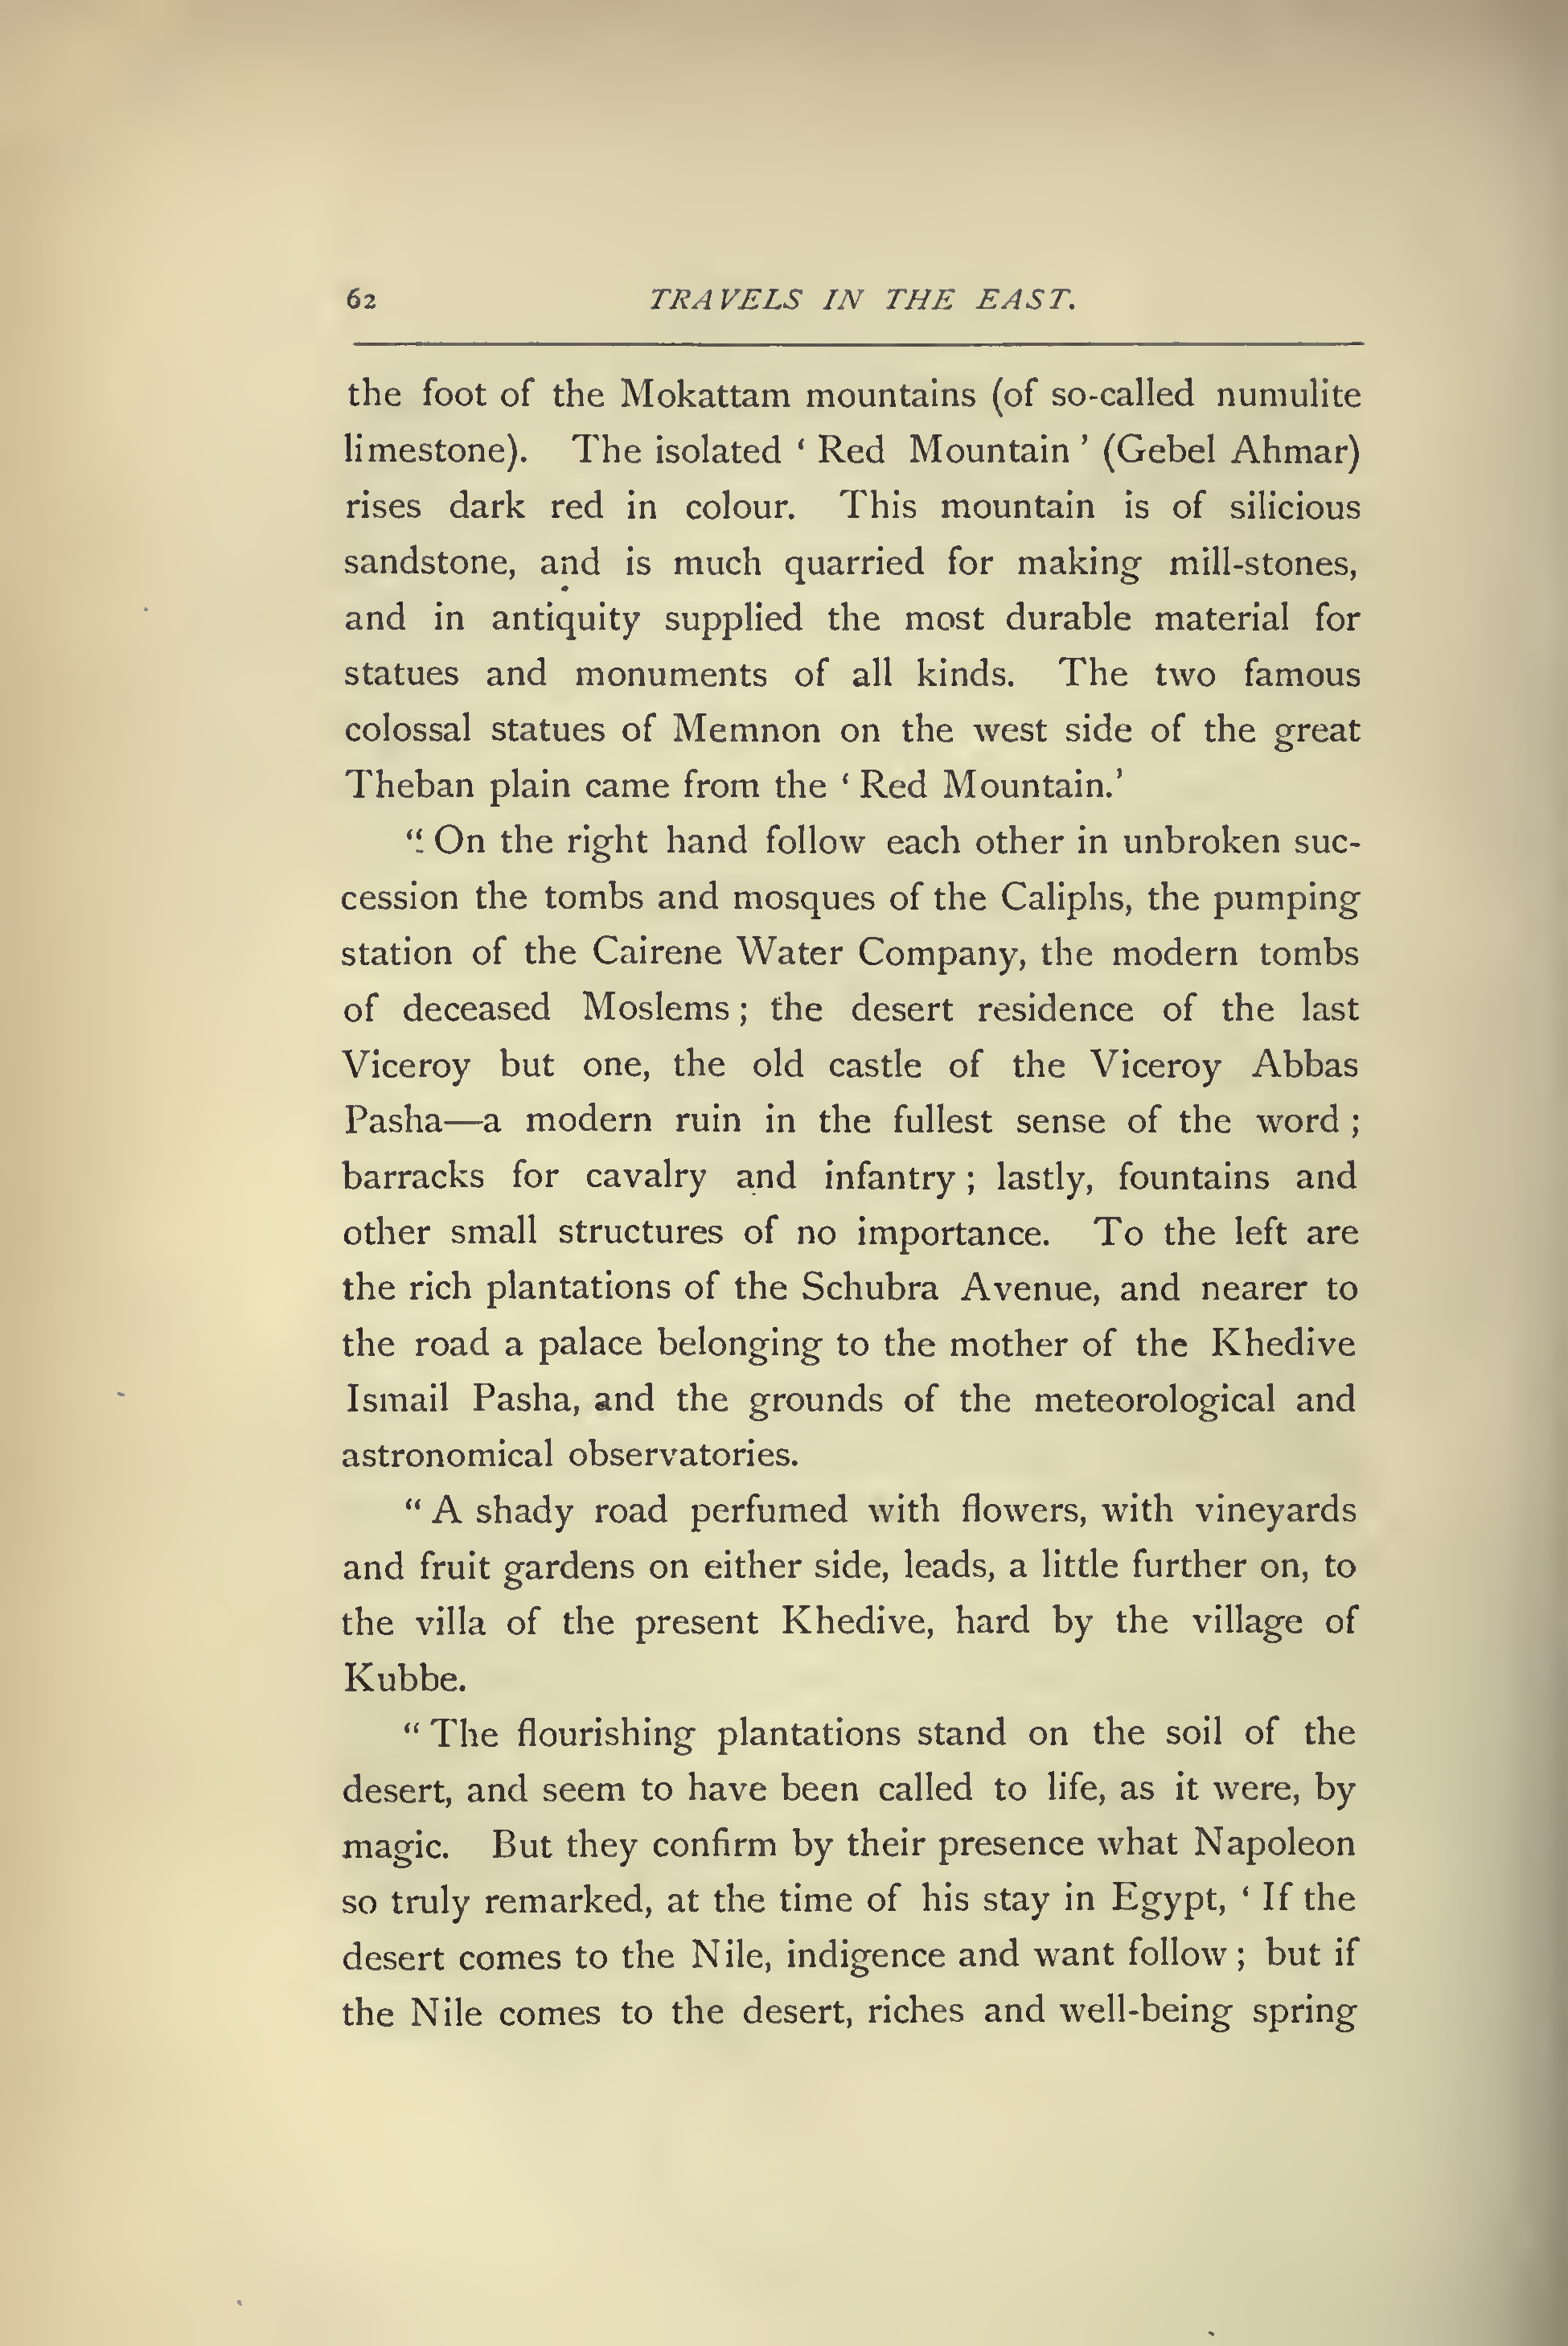 62 TRAVELS IN THE EAST.
the foot of the Mokattam mountains (of so-called numulite
limestone). The isolated ‘ Red Mountain ’ (Gebel Ahmar)
rises dark red in colour. This mountain is of silicious
sandstone, and is much quarried for making mill-stones,
and in antiquity supplied the most durable material for
statues and monuments of all kinds. The two famous
colossal statues of Memnon on the west side of the great
Theban plain came from the ‘ Red Mountain.’
“ On the right hand follow each other in unbroken suc-
cession the tombs and mosques of the Caliphs, the pumping
station of the Cairene Water Company, the modern tombs
of deceased Moslems ; the desert residence of the last
Viceroy but one, the old castle of the Viceroy Abbas
Pasha—a modern ruin in the fullest sense of the word ;
barracks for cavalry and infantry ; lastly, fountains and
other small structures of no importance. To the left are
the rich plantations of the Schubra Avenue, and nearer to
the road a palace belonging to the mother of the Khedive
Ismail Pasha, and the grounds of the meteorological and
astronomical observatories.
“ A shady road perfumed with flowers, with vineyards
and fruit gardens on either side, leads, a little further on, to
the villa of the present Khedive, hard by the village of
Kubbe.
“ The flourishing plantations stand on the soil of the
desert, and seem to have been called to life, as it were, by
magic. But they confirm by their presence what Napoleon
so truly remarked, at the time of his stay in Egypt, ‘ If the
desert comes to the Nile, indigence and want follow ; but if
the Nile comes to the desert, riches and well-being spring